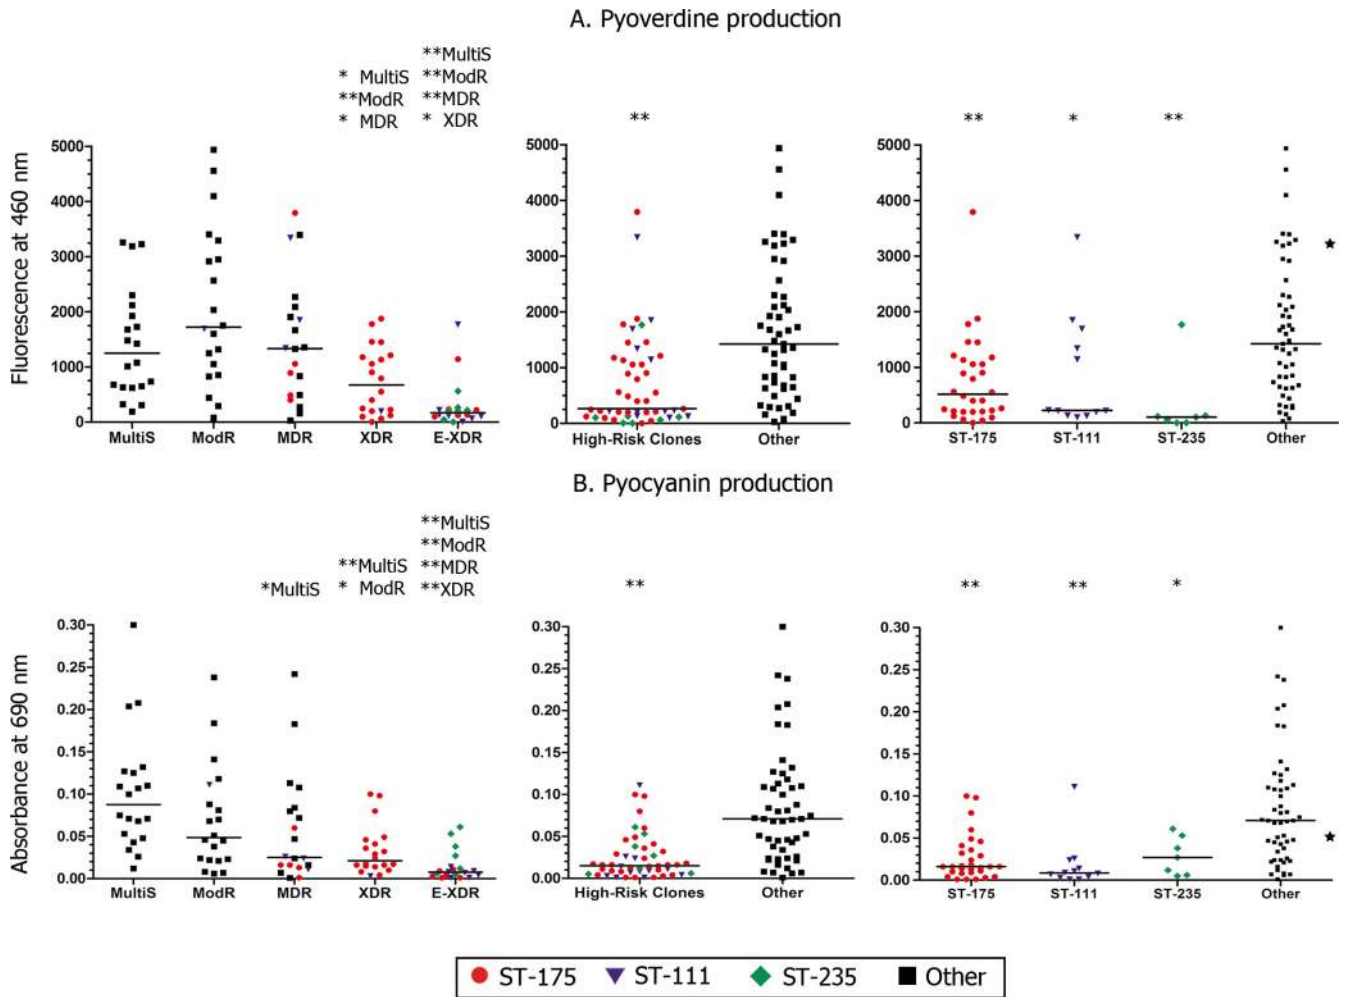 A. Pyoverdine production
**MultiS
* MultiS **ModR
**ModR **MDR
* MDR * XDR
** ** * **
Fluorescence at 460 nm
5000 5000 5000
4000 4000 4000
3000 3000 3000
2000 2000 2000
1000 1000 1000
0 0 0
MultiS ModR MDR XDR E-XDR High-Risk Clones Other ST-175 ST-111 ST-235 Other
B. Pyocyanin production
**MultiS
**ModR
**MultiS **MDR
*MultiS * ModR **XDR
** ** ** *
Absorbance at 690 nm
0.30 0.30 0.30
0.25 0.25 0.25
0.20 0.20 0.20
0.15 0.15 0.15
0.10 0.10 0.10
0.05 0.05 0.05
0.00 0.00 0.00
MultiS ModR MDR XDR E-XDR High-Risk Clones Other ST-175 ST-111 ST-235 Other
ST-175 ST-111 ST-235 Other